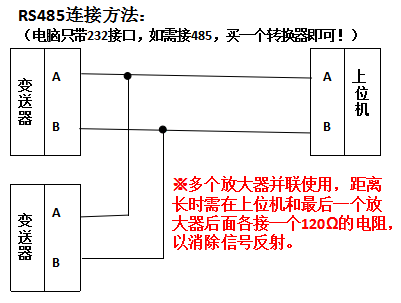 RS485连接方法：
（电脑只带232接口，如需接485，买一个转换器即可！）
变送器
A
B
A
B
上位机
变送器
A
B
※多个放大器并联使用，距离
长时需在上位机和最后一个放
大器后面各接一个120Ω的电阻，
以消除信号反射。